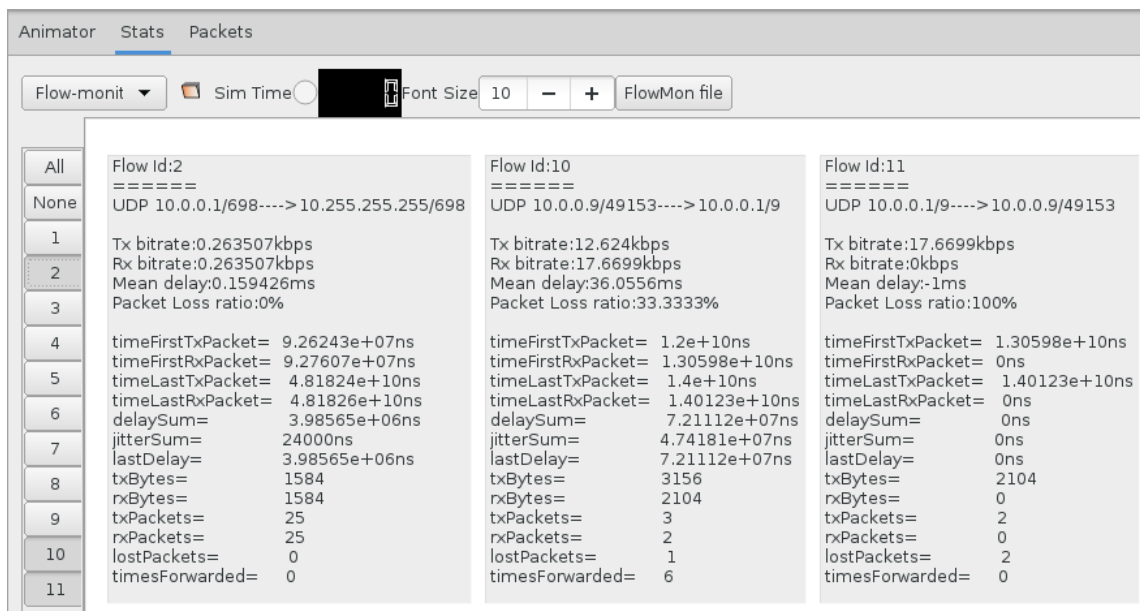 Animator Stats Packets
Flow-monit Sim Time 0 Font Size 10 − + FlowMon file
All
None
1
2
3
4
5
6
7
8
9
10
11
Flow Id:2
======
UDP 10.0.0.1/698---->10.255.255.255/698
Tx bitrate:0.263507kbps
Rx bitrate:0.263507kbps
Mean delay:0.159426ms
Packet Loss ratio:0%
timeFirstTxPacket= 9.26243e+07ns
timeFirstRxPacket= 9.27607e+07ns
timeLastTxPacket= 4.81824e+10ns
timeLastRxPacket= 4.81826e+10ns
delaySum= 3.98565e+06ns
jitterSum= 24000ns
lastDelay= 3.98565e+06ns
txBytes= 1584
rxBytes= 1584
txPackets= 25
rxPackets= 25
lostPackets= 0
timesForwarded= 0
Flow Id:10
======
UDP 10.0.0.9/49153---->10.0.0.1/9
Tx bitrate:12.624kbps
Rx bitrate:17.6699kbps
Mean delay:36.0556ms
Packet Loss ratio:33.3333%
timeFirstTxPacket= 1.2e+10ns
timeFirstRxPacket= 1.30598e+10ns
timeLastTxPacket= 1.4e+10ns
timeLastRxPacket= 1.40123e+10ns
delaySum= 7.21112e+07ns
jitterSum= 4.74181e+07ns
lastDelay= 7.21112e+07ns
txBytes= 3156
rxBytes= 2104
txPackets= 3
rxPackets= 2
lostPackets= 1
timesForwarded= 6
Flow Id:11
======
UDP 10.0.0.1/9---->10.0.0.9/49153
Tx bitrate:17.6699kbps
Rx bitrate:0kbps
Mean delay:-1ms
Packet Loss ratio:100%
timeFirstTxPacket= 1.30598e+10ns
timeFirstRxPacket= 0ns
timeLastTxPacket= 1.40123e+10ns
timeLastRxPacket= 0ns
delaySum= 0ns
jitterSum= 0ns
lastDelay= 0ns
txBytes= 2104
rxBytes= 0
txPackets= 2
rxPackets= 0
lostPackets= 2
timesForwarded= 0